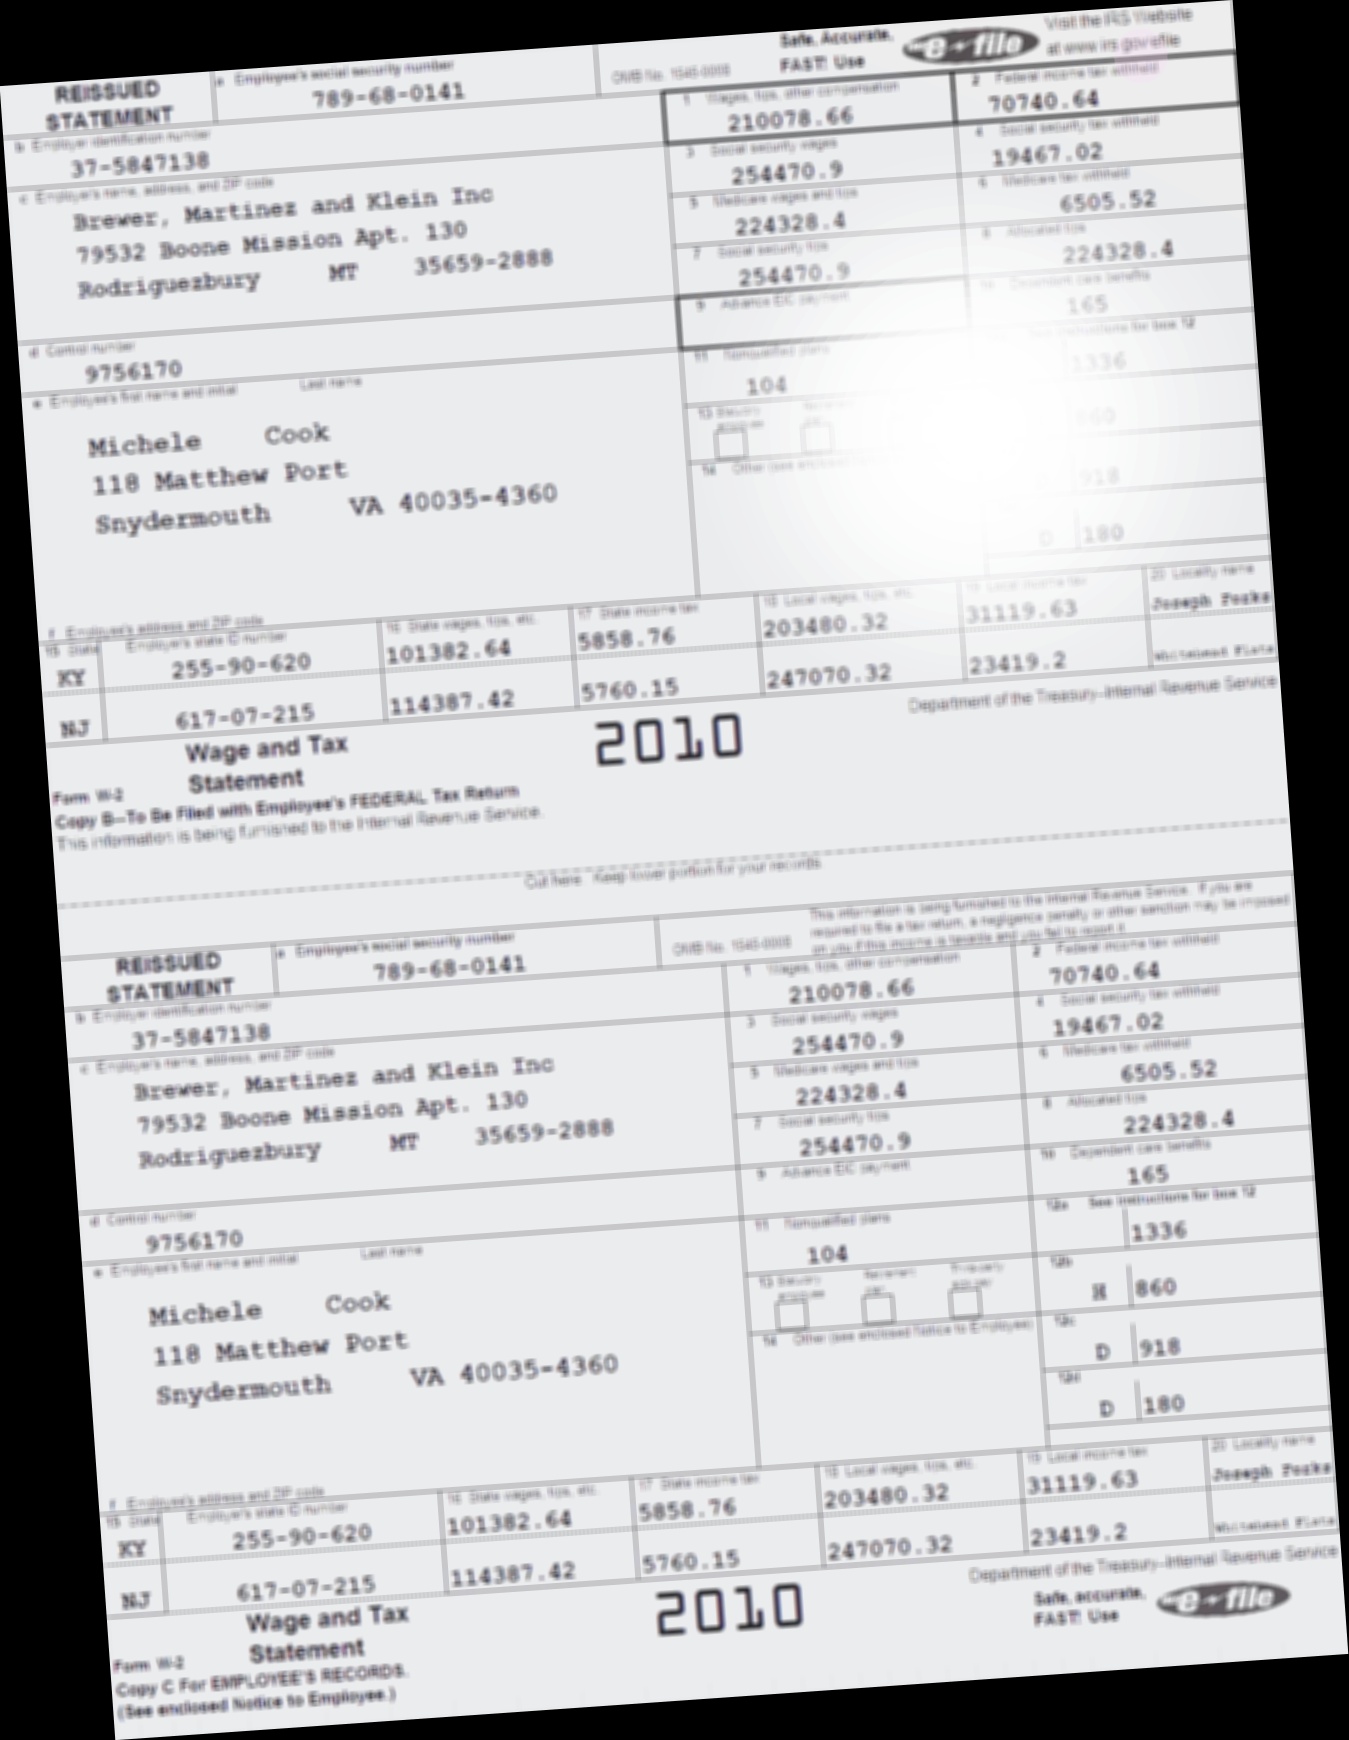 Safe, Accurate,
FAST! Use
e file
Visit the IRS Website
at www.irs.gov/efile
REISSUED
STATEMENT
a Employee's social security number
789-68-0141
OMB No. 1545-0008
1 Wages, tips, other compensation
210078.66
2 Federal income tax withheld
70740.64
b Employer identification number
37-5847138
3 Social security wages
254470.9
4 Social security tax withheld
19467.02
c Employer's name, address, and ZIP code
Brewer, Martinez and Klein Inc
79532 Boone Mission Apt. 130
Rodriguezbury MT 35659-2888
5 Medicare wages and tips
224328.4
6 Medicare tax withheld
6505.52
7 Social security tips
254470.9
8 Allocated tips
224328.4
9 Advance EIC payment
10 Dependent care benefits
165
d Control number
9756170
11 Nonqualified plans
104
See instructions for box 12
1336
e Employee's first name and initial Last name
Michele Cook
118 Matthew Port
Snydermouth VA 40035-4360
13 Statutory
14 Other (see enclosed
860
918
D 180
f Employee's address and ZIP code
15 State Employer's state ID number
16 State wages, tips, etc.
17 State income tax
18 Local wages, tips, etc.
19 Local income tax
20 Locality name
KY 255-90-620 101382.64 5858.76 203480.32 31119.63 Joseph Forks
NJ 617-07-215 114387.42 5760.15 247070.32 23419.2 Whitehead
Wage and Tax
Statement
2010
Department of the Treasury-Internal Revenue Service
Form W-2
Copy B-To Be Filed with Employee's FEDERAL Tax Return
This information is being furnished to the Internal Revenue Service.
Cut here Keep lower portion for your records
This information is being furnished to the Internal Revenue Service. If you are
required to file a tax return, a negligence penalty or other sanction may be imposed
on you if this income is taxable and you fail to report it.
REISSUED
STATEMENT
a Employee's social security number
789-68-0141
OMB No. 1545-0008
1 Wages, tips, other compensation
210078.66
2 Federal income tax withheld
70740.64
b Employer identification number
37-5847138
3 Social security wages
254470.9
4 Social security tax withheld
19467.02
c Employer's name, address, and ZIP code
Brewer, Martinez and Klein Inc
79532 Boone Mission Apt. 130
Rodriguezbury MT 35659-2888
5 Medicare wages and tips
224328.4
6 Medicare tax withheld
6505.52
7 Social security tips
254470.9
8 Allocated tips
224328.4
9 Advance EIC payment
10 Dependent care benefits
165
d Control number
9756170
11 Nonqualified plans
104
12a See instructions for box 12
1336
e Employee's first name and initial Last name
Michele Cook
118 Matthew Port
Snydermouth VA 40035-4360
13 Statutory employee
Retirement plan
Third-party sick pay
12b
H 860
14 Other (see enclosed Notice to Employee)
12c
D 918
12d
D 180
f Employee's address and ZIP code
15 State Employer's state ID number
16 State wages, tips, etc.
17 State income tax
18 Local wages, tips, etc.
19 Local income tax
20 Locality name
KY 255-90-620 101382.64 5858.76 203480.32 31119.63 Joseph Forks
NJ 617-07-215 114387.42 5760.15 247070.32 23419.2 Whitehead
Wage and Tax
Statement
2010
Department of the Treasury-Internal Revenue Service
Safe, accurate,
FAST! Use
e file
Form W-2
Copy C For EMPLOYEE'S RECORDS.
(See enclosed Notice to Employee.)